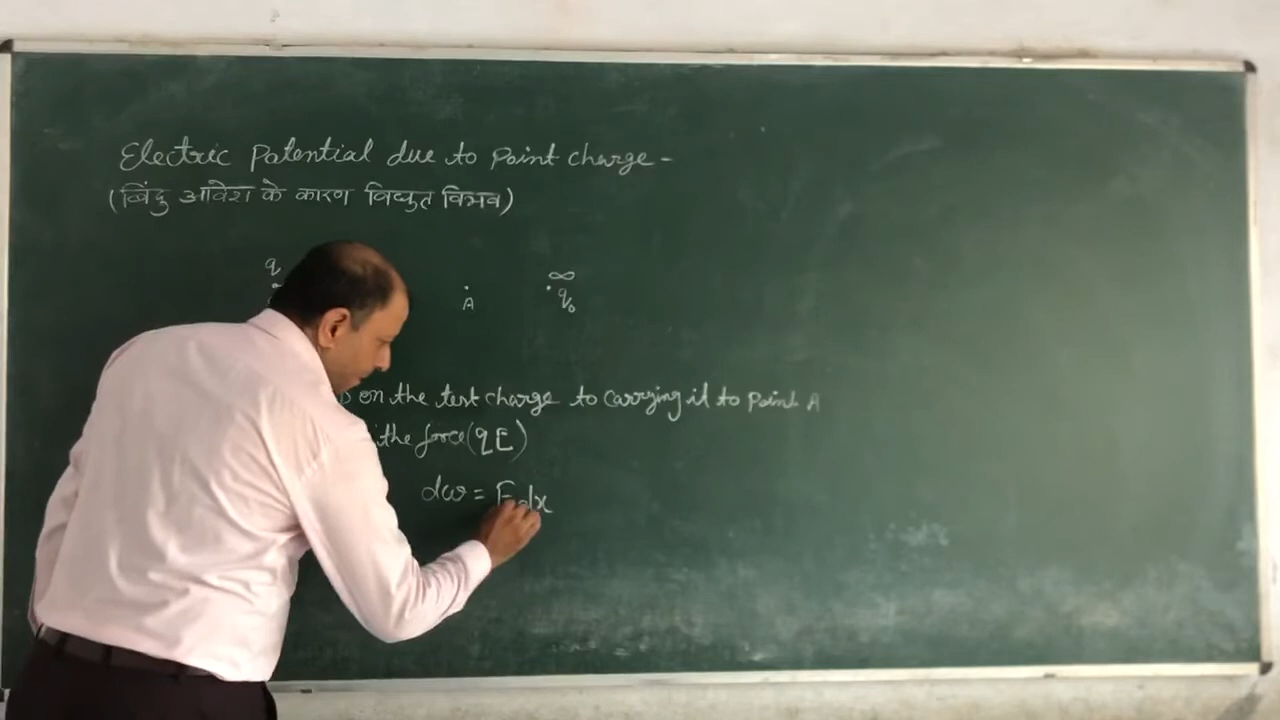 Electric Potential due to Point charge -
(बिंदु आवेश के कारण विद्युत विभव)
q
∞
A
q₀
on the test charge to carrying it to point A
the force (qE)
dw = F dx